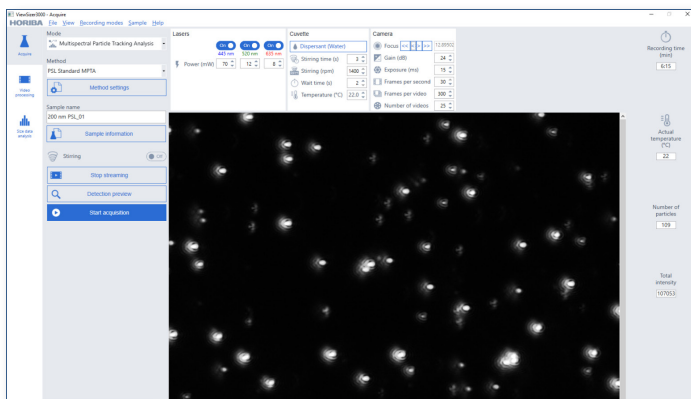 ViewSizer3000 - Acquire
HORIBA File View Recording modes Sample Help
Acquire
Video processing
Size data analysis
Mode
Multispectral Particle Tracking Analysis
Method
PSL Standard MPTA
Method settings
Sample name
200 nm PSL_01
Sample information
Stirring Off
Stop streaming
Detection preview
Start acquisition
Lasers
On On On
445 nm 520 nm 635 nm
Power (mW) 70 12 8
Cuvette
Dispersant (Water)
Stirring time (s) 3
Stirring (rpm) 1400
Wait time (s) 2
Temperature (°C) 22.0
Camera
Focus << < > >> 12.89502
Gain (dB) 24
Exposure (ms) 15
Frames per second 30
Frames per video 300
Number of videos 25
Recording time
(min)
6:15
Actual
temperature
(°C)
22
Number of
particles
109
Total
intensity
107053